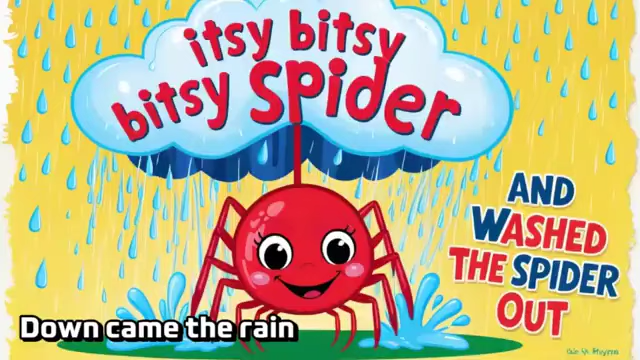 itsy bitsy
bitsy spider
AND
WASHED
THE SPIDER
OUT
Down came the rain